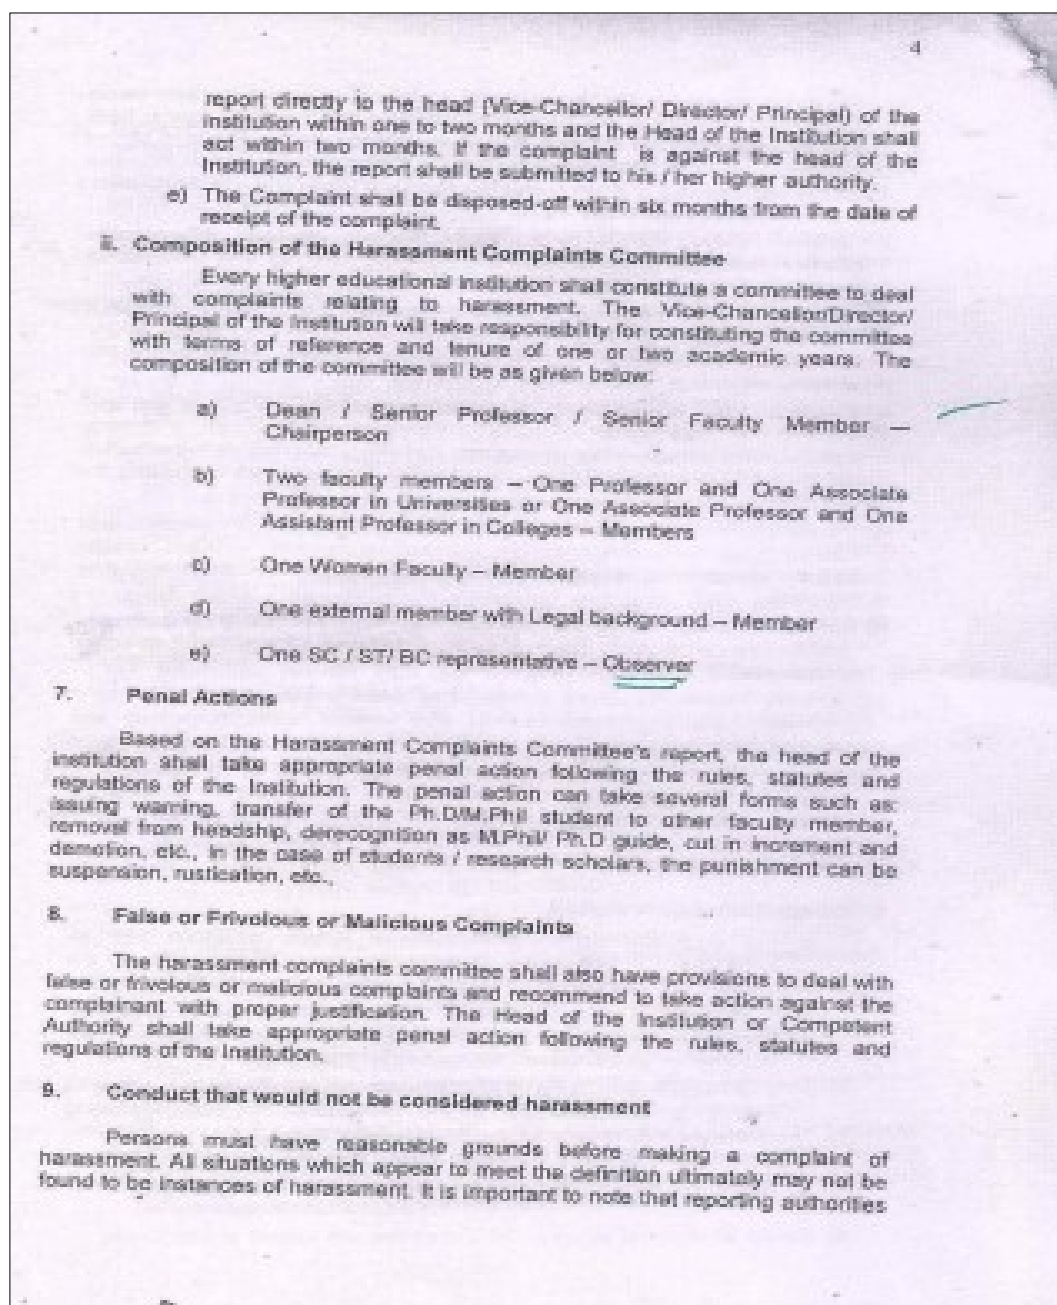 4
report directly to the head (Vice-Chancellor/ Director/ Principal) of the
institution within one to two months and the Head of the Institution shall
act within two months. If the complaint is against the head of the
Institution, the report shall be submitted to his / her higher authority.
e) The Complaint shall be disposed-off within six months from the date of
receipt of the complaint.
ii. Composition of the Harassment Complaints Committee
Every higher educational Institution shall constitute a committee to deal
with complaints relating to harassment. The Vice-Chancellor/Director/
Principal of the Institution will take responsibility for constituting the committee
with terms of reference and tenure of one or two academic years. The
composition of the committee will be as given below:
a) Dean / Senior Professor / Senior Faculty Member —
Chairperson
b) Two faculty members – One Professor and One Associate
Professor in Universities or One Associate Professor and One
Assistant Professor in Colleges – Members
c) One Women Faculty – Member
d) One external member with Legal background – Member
e) One SC / ST/ BC representative – Observer
7. Penal Actions
Based on the Harassment Complaints Committee's report, the head of the
institution shall take appropriate penal action following the rules, statutes and
regulations of the Institution. The penal action can take several forms such as:
issuing warning, transfer of the Ph.D/M.Phil student to other faculty member,
removal from headship, derecognition as M.Phil/ Ph.D guide, cut in increment and
demotion, etc., In the case of students / research scholars, the punishment can be
suspension, rustication, etc.,
8. False or Frivolous or Malicious Complaints
The harassment complaints committee shall also have provisions to deal with
false or frivolous or malicious complaints and recommend to take action against the
complainant with proper justification. The Head of the Institution or Competent
Authority shall take appropriate penal action following the rules, statutes and
regulations of the Institution.
9. Conduct that would not be considered harassment
Persons must have reasonable grounds before making a complaint of
harassment. All situations which appear to meet the definition ultimately may not be
found to be instances of harassment. It is important to note that reporting authorities